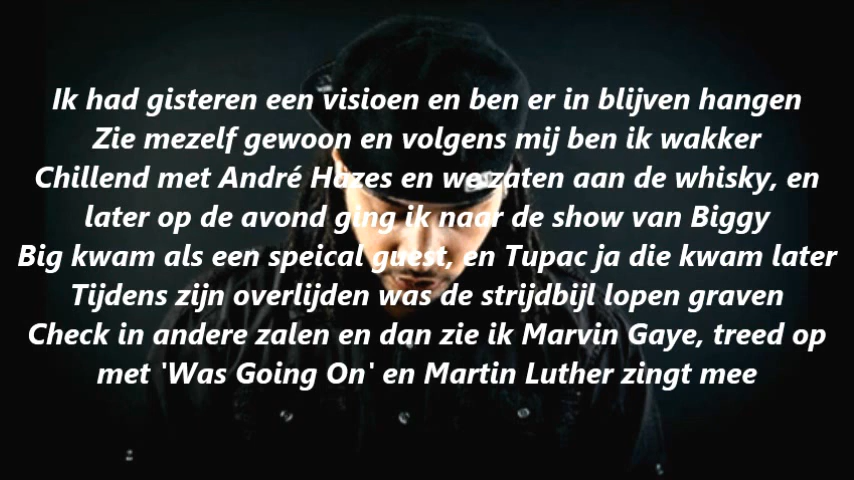 Ik had gisteren een visioen en ben er in blijven hangen
Zie mezelf gewoon en volgens mij ben ik wakker
Chillend met André Hazes en we zaten aan de whisky, en
later op de avond ging ik naar de show van Biggy
Big kwam als een speical guest, en Tupac ja die kwam later
Tijdens zijn overlijden was de strijdbijl lopen graven
Check in andere zalen en dan zie ik Marvin Gaye, treed op
met 'Was Going On' en Martin Luther zingt mee